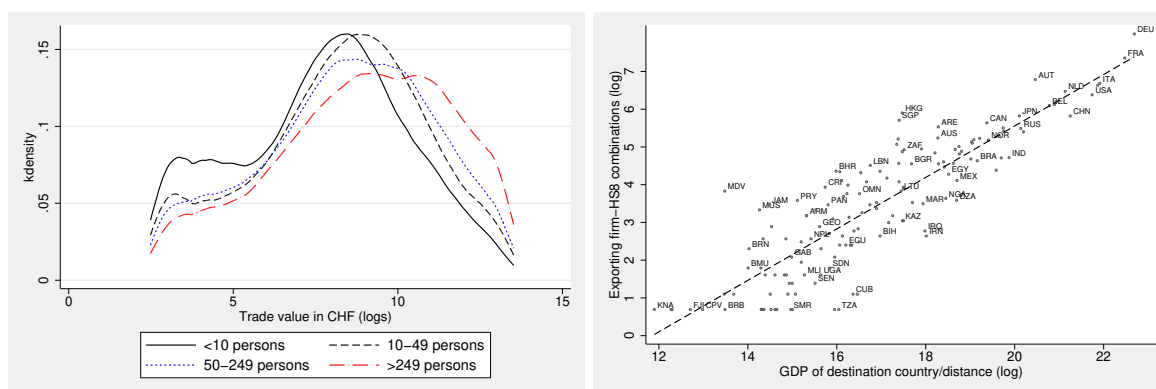 .15
.1
.05
0
kdensity
0 5 10 15
Trade value in CHF (logs)
<10 persons 10−49 persons
50−249 persons >249 persons
DEU
FRA
AUT
ITA
NLD
USA
BEL
HKG
JPN
CHN
SGP
ARE
CAN
RUS
AUS
NOR
ZAF
LBN
BGR
BRA
IND
BHR
EGY
CRI
MEX
MDV
LTU
OMN
JAM
PRY
PAN
MAR
NGA
DZA
MUS
ARM
KAZ
GEO
IRQ
NPL
BIH
IRN
BRN
ECU
GAB
BMU
SDN
MLI
UGA
SEN
CUB
KNA
FJI
CPV
BRB
SMR
TZA
0
1
2
3
4
5
6
7
Exporting firm−HS8 combinations (log)
12 14 16 18 20 22
GDP of destination country/distance (log)